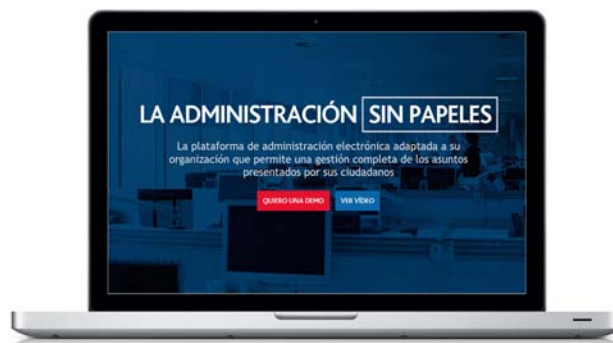 LA ADMINISTRACIÓN SIN PAPELES
La plataforma de administración electrónica adaptada a su
organización que permite una gestión completa de los asuntos
presentados por sus ciudadanos
QUIERO UNA DEMO VER VÍDEO